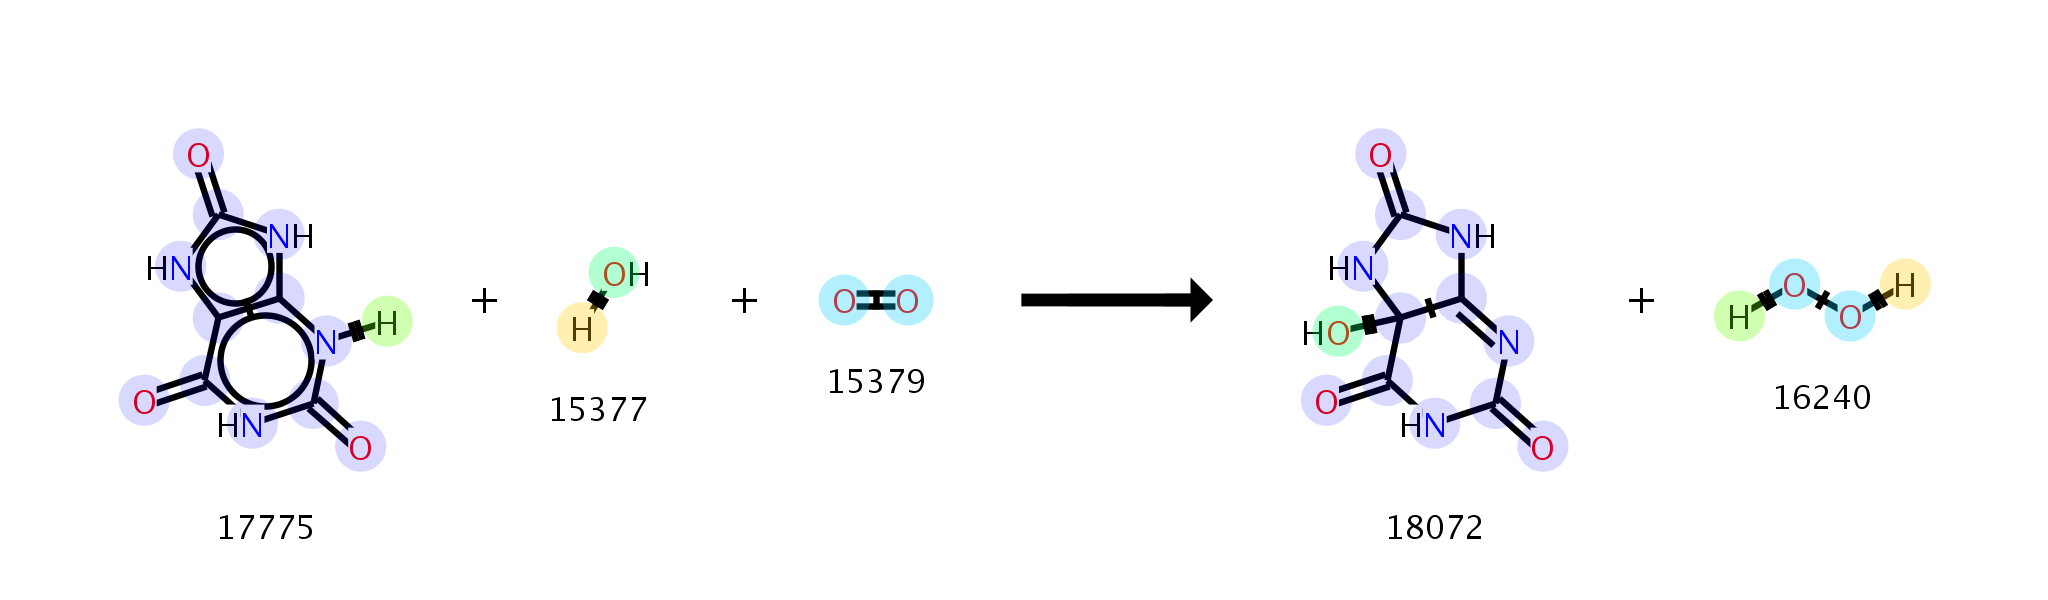 O
NH
HN
N H
O
HN
O
17775
+
OH
H
15377
+
O O
15379
O
NH
HN
HO
N
O
HN
O
18072
+
H O O H
16240